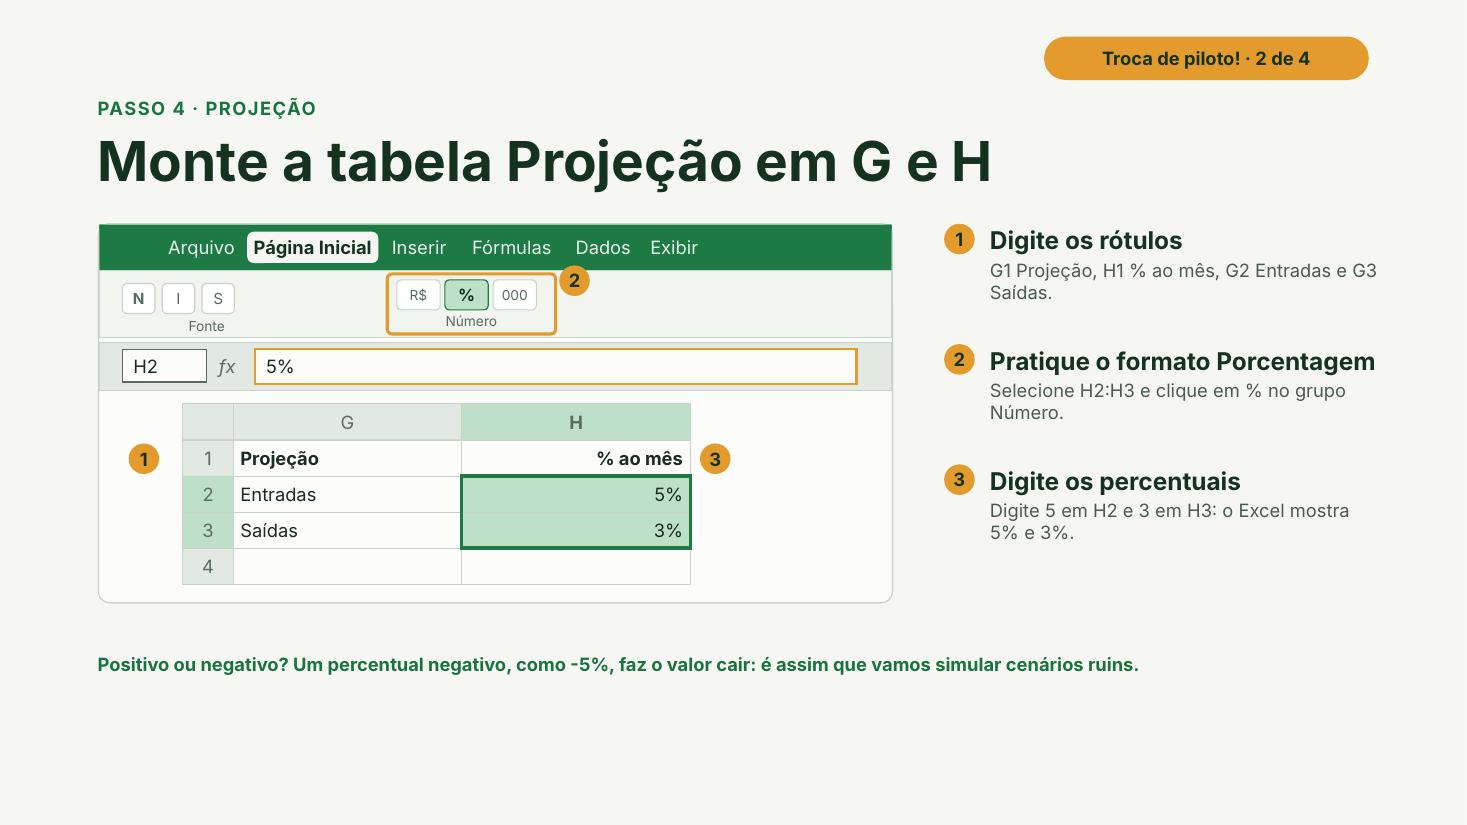 Troca de piloto! · 2 de 4
PASSO 4 · PROJEÇÃO
Monte a tabela Projeção em G e H
Arquivo Página Inicial Inserir Fórmulas Dados Exibir
N I S
Fonte
R$ % 000
Número
2
H2 fx 5%
G H
1 1 Projeção % ao mês 3
2 Entradas 5%
3 Saídas 3%
4
1 Digite os rótulos
G1 Projeção, H1 % ao mês, G2 Entradas e G3
Saídas.
2 Pratique o formato Porcentagem
Selecione H2:H3 e clique em % no grupo
Número.
3 Digite os percentuais
Digite 5 em H2 e 3 em H3: o Excel mostra
5% e 3%.
Positivo ou negativo? Um percentual negativo, como -5%, faz o valor cair: é assim que vamos simular cenários ruins.